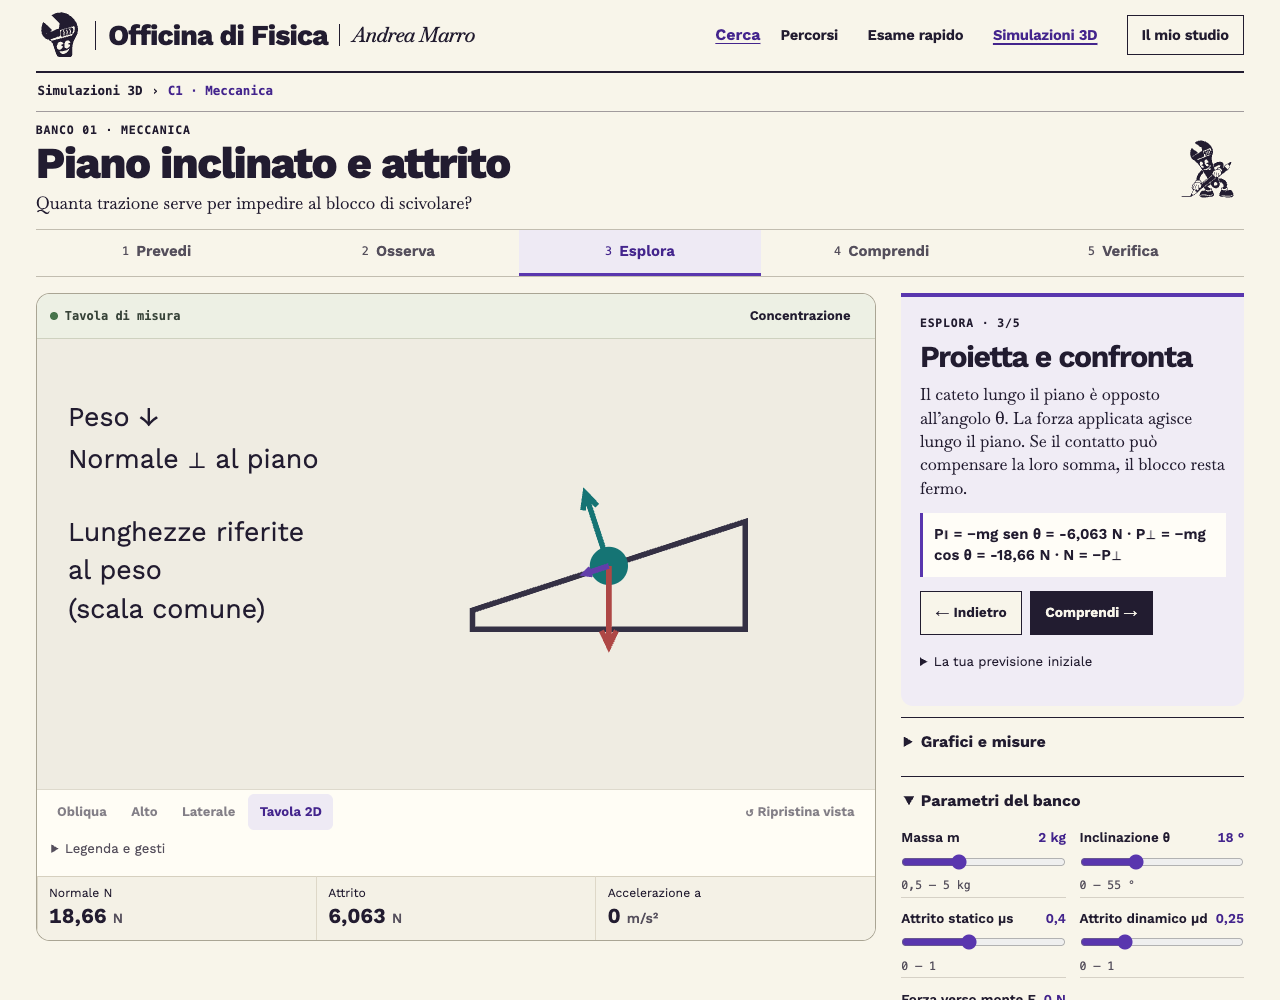 Officina di Fisica
Andrea Marro
Cerca
Percorsi
Esame rapido
Simulazioni 3D
Il mio studio
Simulazioni 3D › C1 · Meccanica
BANCO 01 · MECCANICA
Piano inclinato e attrito
Quanta trazione serve per impedire al blocco di scivolare?
1 Prevedi
2 Osserva
3 Esplora
4 Comprendi
5 Verifica
Tavola di misura
Concentrazione
Peso ↓
Normale ⊥ al piano
Lunghezze riferite
al peso
(scala comune)
Obliqua
Alto
Laterale
Tavola 2D
↺ Ripristina vista
▶ Legenda e gesti
Normale N
18,66 N
Attrito
6,063 N
Accelerazione a
0 m/s²
ESPLORA · 3/5
Proietta e confronta
Il cateto lungo il piano è opposto
all’angolo θ. La forza applicata agisce
lungo il piano. Se il contatto può
compensare la loro somma, il blocco resta
fermo.
P∥ = −mg sen θ = -6,063 N · P⊥ = −mg
cos θ = -18,66 N · N = −P⊥
← Indietro
Comprendi →
▶ La tua previsione iniziale
▶ Grafici e misure
▼ Parametri del banco
Massa m 2 kg
0,5 — 5 kg
Inclinazione θ 18 °
0 — 55 °
Attrito statico μs 0,4
0 — 1
Attrito dinamico μd 0,25
0 — 1
Forza verso monte F 0 N